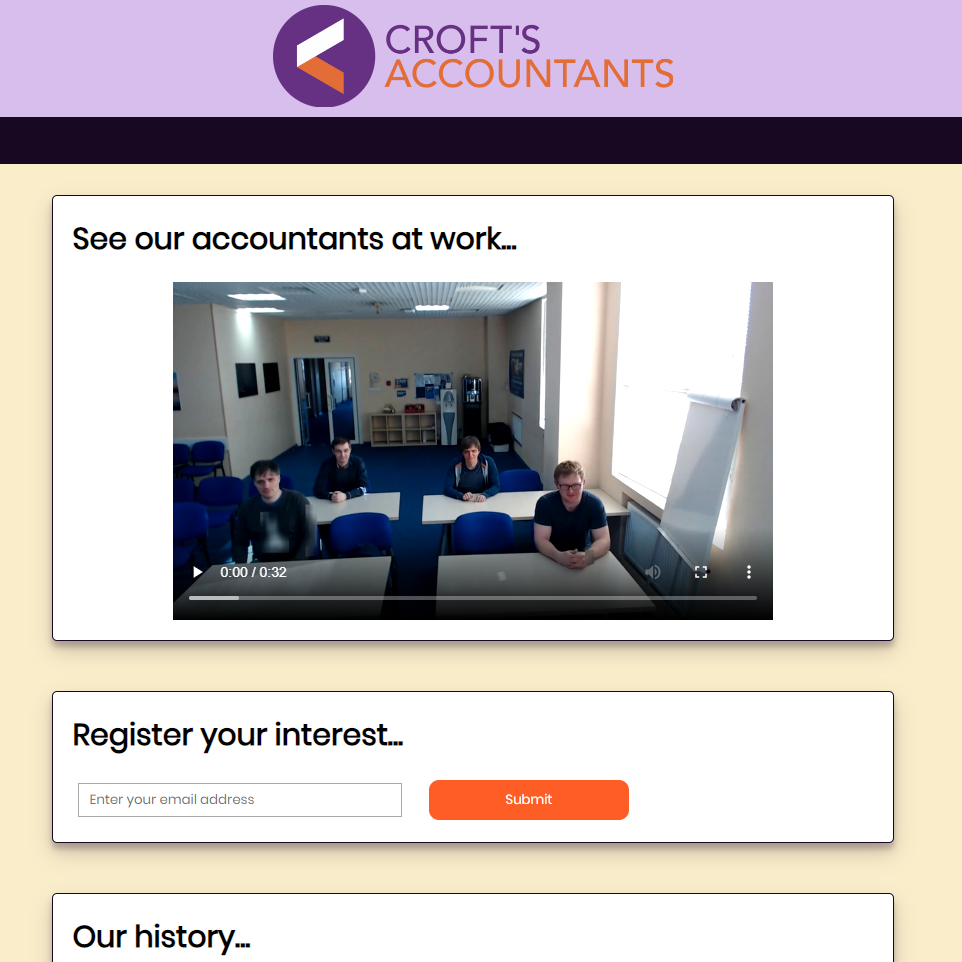 CROFT'S
ACCOUNTANTS
See our accountants at work...
0:00 / 0:32
Register your interest...
Enter your email address
Submit
Our history...